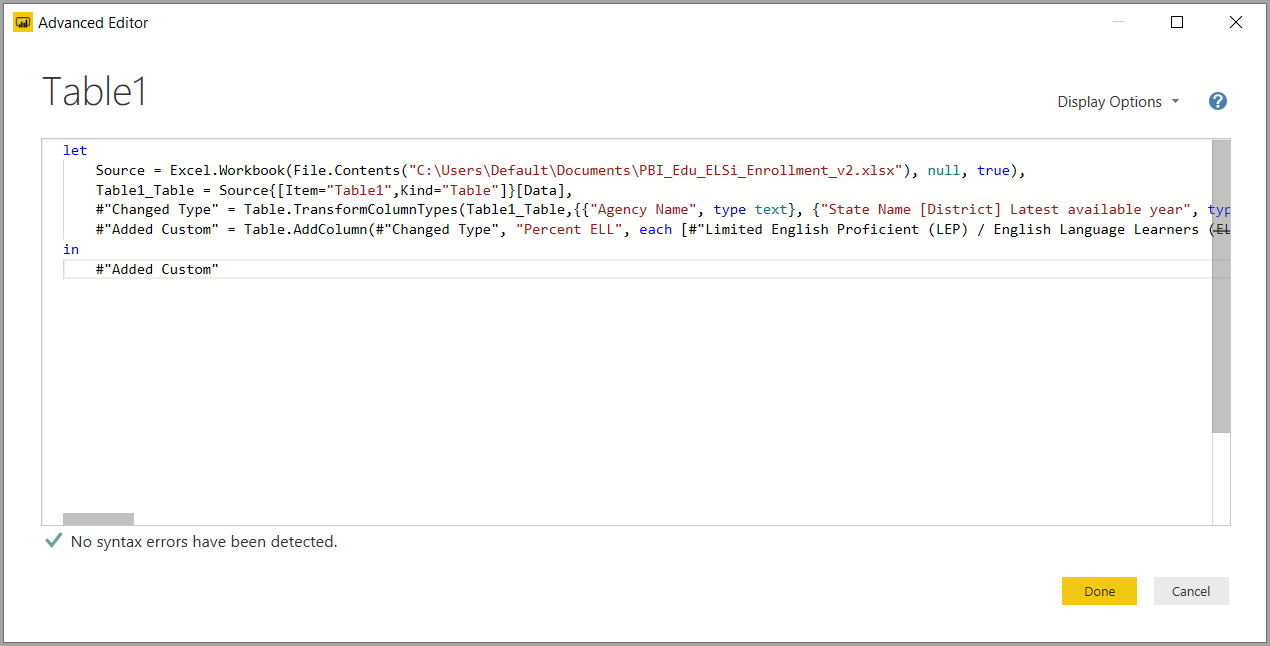 Advanced Editor
Table1
Display Options
?
let
Source = Excel.Workbook(File.Contents("C:\Users\Default\Documents\PBI_Edu_ELSi_Enrollment_v2.xlsx"), null, true),
Table1_Table = Source{[Item="Table1",Kind="Table"]}[Data],
#"Changed Type" = Table.TransformColumnTypes(Table1_Table,{{"Agency Name", type text}, {"State Name [District] Latest available year", typ
#"Added Custom" = Table.AddColumn(#"Changed Type", "Percent ELL", each [#"Limited English Proficient (LEP) / English Language Learners (EL
in
#"Added Custom"
No syntax errors have been detected.
Done Cancel